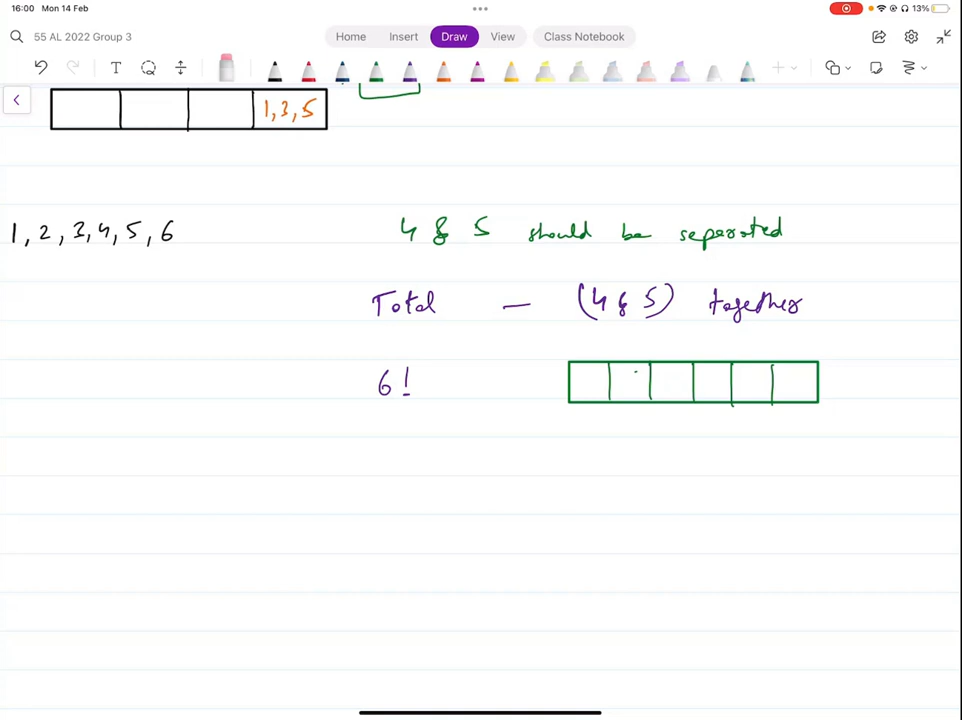 16:00 Mon 14 Feb
13%
55 AL 2022 Group 3
Home Insert Draw View Class Notebook
1, 3, 5
1, 2, 3, 4, 5, 6 4 & 5 should be seperated
Total — (4 & 5) together
6!